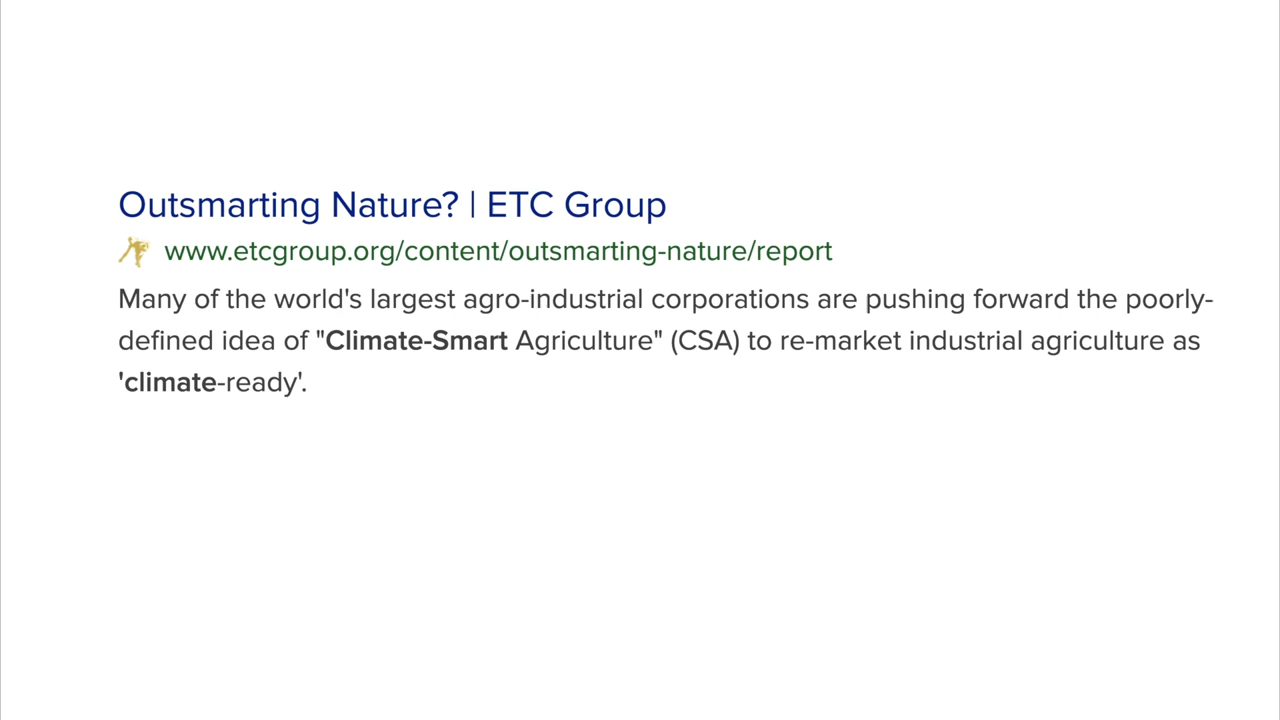 Outsmarting Nature? | ETC Group
www.etcgroup.org/content/outsmarting-nature/report
Many of the world's largest agro-industrial corporations are pushing forward the poorly-
defined idea of "Climate-Smart Agriculture" (CSA) to re-market industrial agriculture as
'climate-ready'.